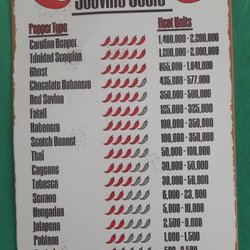 Scoville Scale
Pepper Type Heat Units
Carolina Reaper 1,400,000 - 2,200,000
Trinidad Scorpion 1,200,000 - 2,000,000
Ghost 855,000 - 1,041,000
Chocolate Habanero 425,000 - 577,000
Red Savina 350,000 - 500,000
Fatali 125,000 - 325,000
Habanero 100,000 - 350,000
Scotch Bonnet 100,000 - 350,000
Thai 50,000 - 100,000
Cayenne 30,000 - 50,000
Tobasco 30,000 - 50,000
Serrano 6,000 - 23,000
Hungarian 5,000 - 10,000
Jalapeno 2,500 - 8,000
Poblano 1,000 - 1,500